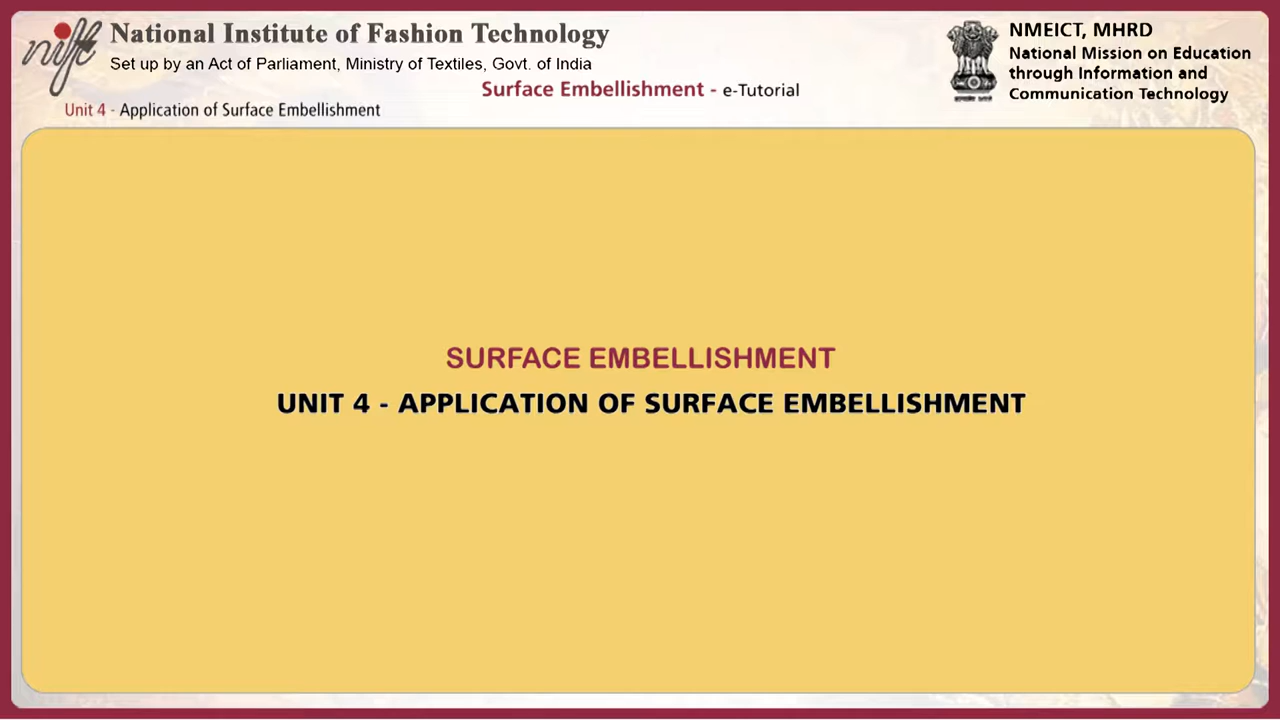 nift
National Institute of Fashion Technology
Set up by an Act of Parliament, Ministry of Textiles, Govt. of India
Surface Embellishment - e-Tutorial
Unit 4 - Application of Surface Embellishment
NMEICT, MHRD
National Mission on Education
through Information and
Communication Technology
SURFACE EMBELLISHMENT
UNIT 4 - APPLICATION OF SURFACE EMBELLISHMENT